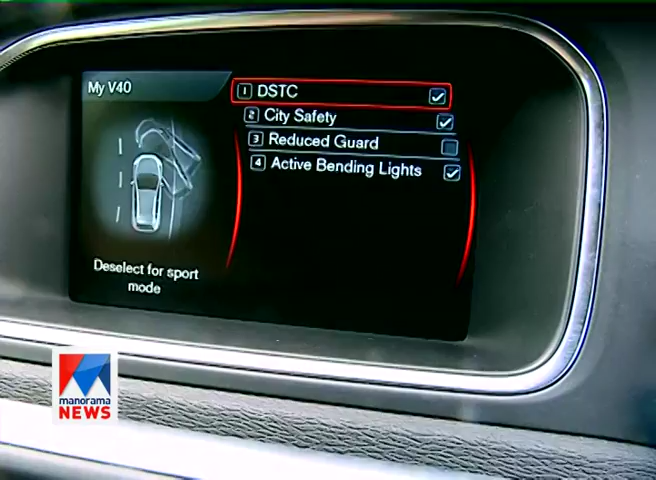 My V40
1 DSTC
2 City Safety
3 Reduced Guard
4 Active Bending Lights
Deselect for sport
mode
manorama
NEWS